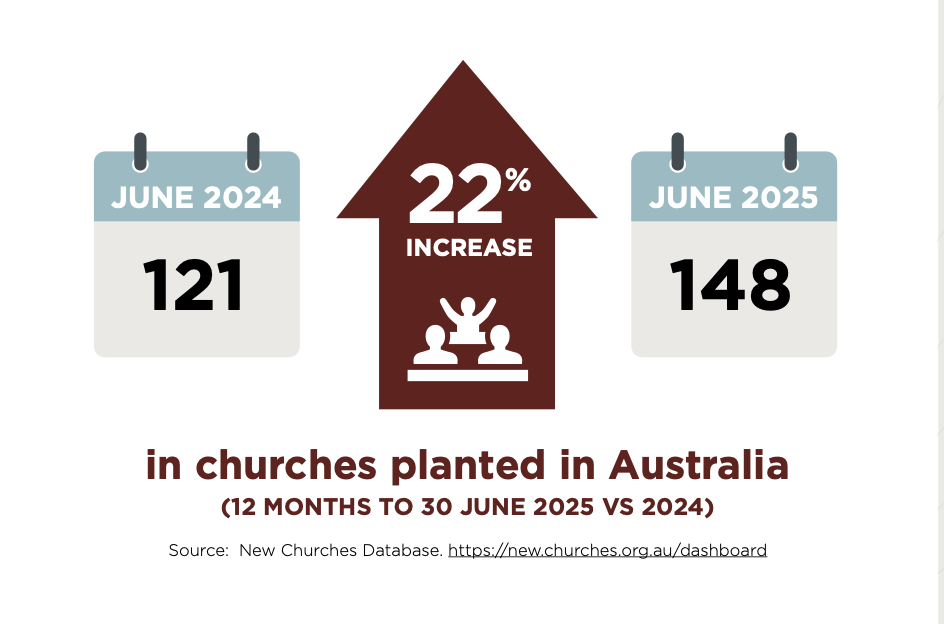 JUNE 2024
121
22%
INCREASE
JUNE 2025
148
in churches planted in Australia
(12 MONTHS TO 30 JUNE 2025 VS 2024)
Source:  New Churches Database. https://new.churches.org.au/dashboard